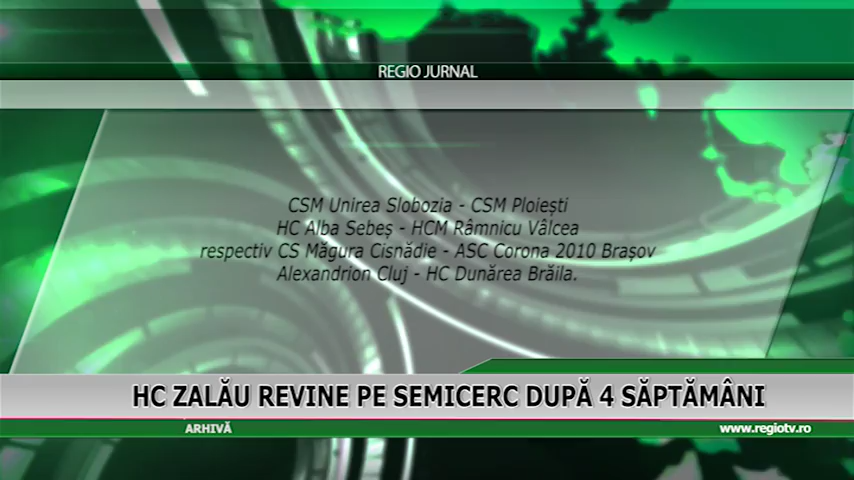 REGIO JURNAL
CSM Unirea Slobozia - CSM Ploiești
HC Alba Sebeș - HCM Râmnicu Vâlcea
respectiv CS Măgura Cisnădie - ASC Corona 2010 Brașov
Alexandrion Cluj - HC Dunărea Brăila.
HC ZALĂU REVINE PE SEMICERC DUPĂ 4 SĂPTĂMÂNI
ARHIVĂ
www.regiotv.ro